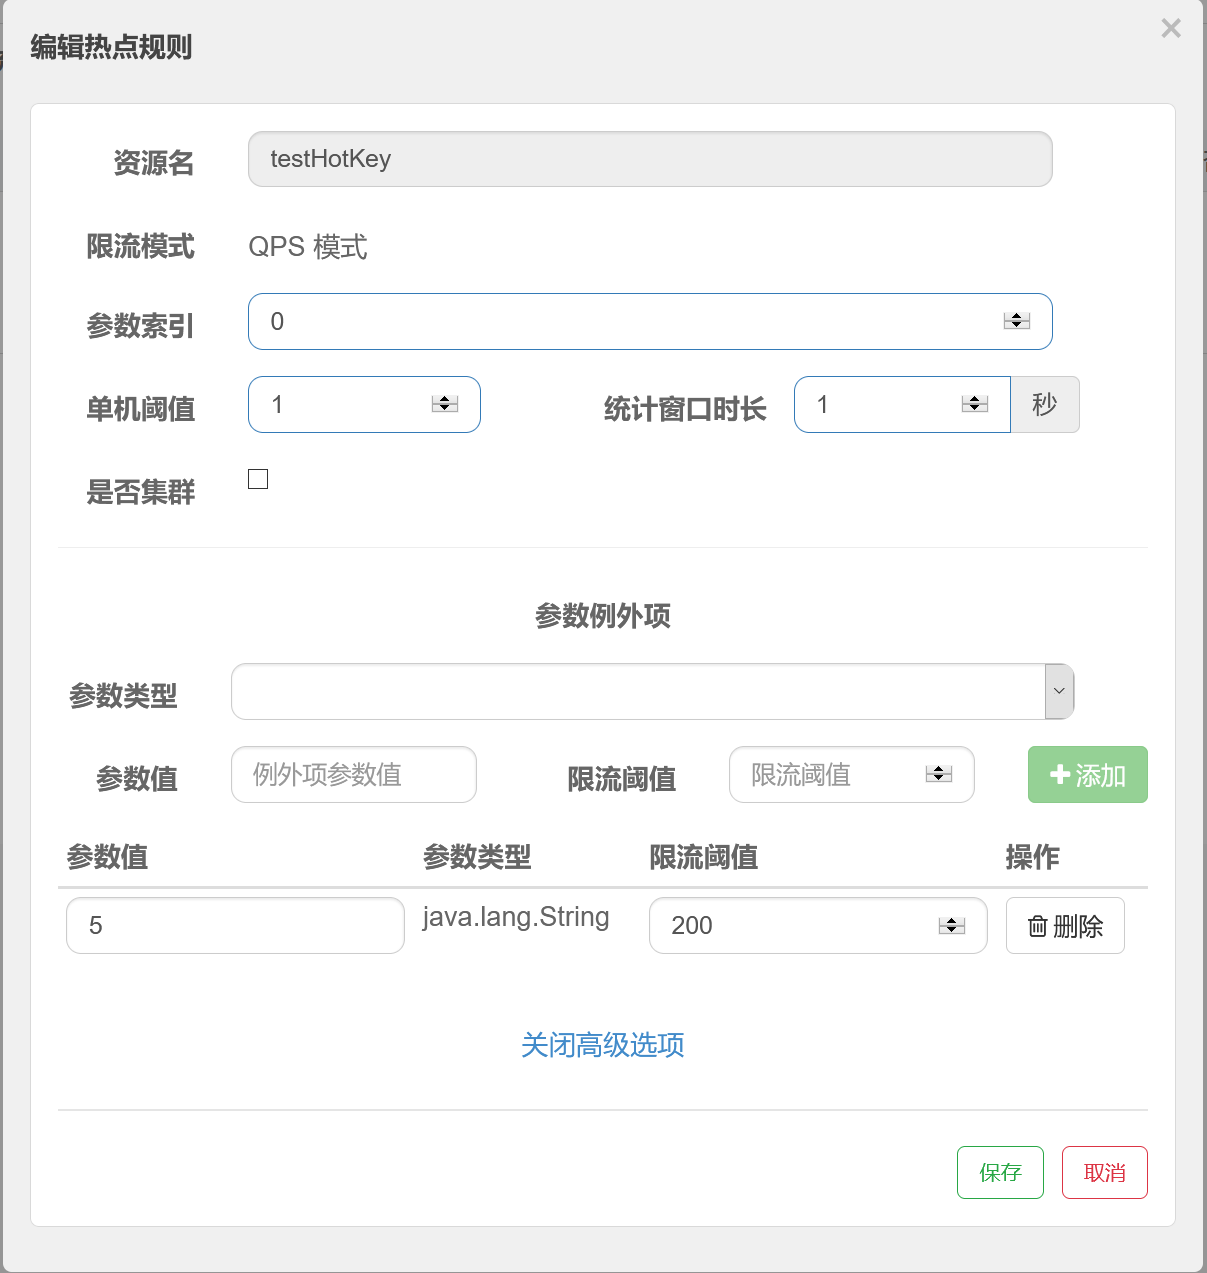 编辑热点规则
×
资源名 testHotKey
限流模式 QPS 模式
参数索引 0
单机阈值 1 统计窗口时长 1 秒
是否集群
参数例外项
参数类型
参数值 例外项参数值 限流阈值 限流阈值 添加
参数值 参数类型 限流阈值 操作
5 java.lang.String 200 删除
关闭高级选项
保存 取消